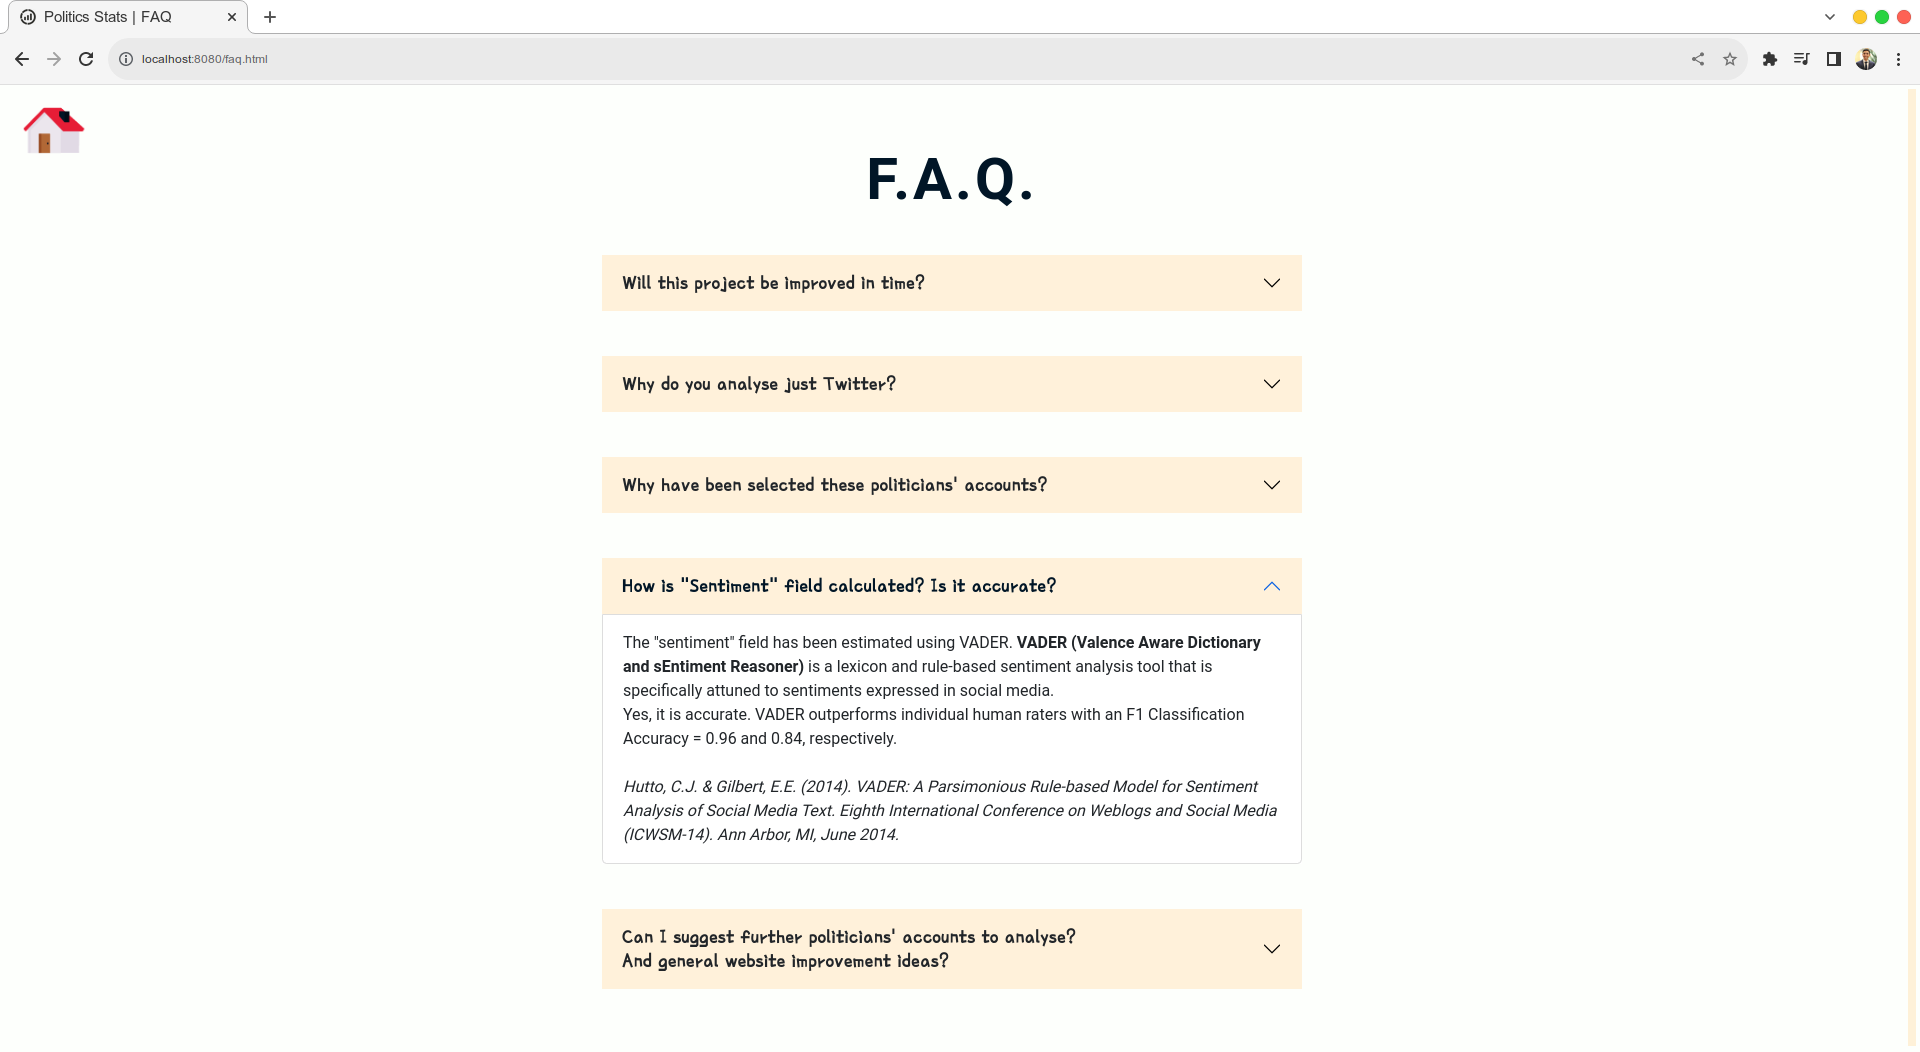 Politics Stats | FAQ
localhost:8080/faq.html
F.A.Q.
Will this project be improved in time?
Why do you analyse just Twitter?
Why have been selected these politicians' accounts?
How is "Sentiment" field calculated? Is it accurate?
The "sentiment" field has been estimated using VADER. VADER (Valence Aware Dictionary
and sEntiment Reasoner) is a lexicon and rule-based sentiment analysis tool that is
specifically attuned to sentiments expressed in social media.
Yes, it is accurate. VADER outperforms individual human raters with an F1 Classification
Accuracy = 0.96 and 0.84, respectively.
Hutto, C.J. & Gilbert, E.E. (2014). VADER: A Parsimonious Rule-based Model for Sentiment
Analysis of Social Media Text. Eighth International Conference on Weblogs and Social Media
(ICWSM-14). Ann Arbor, MI, June 2014.
Can I suggest further politicians' accounts to analyse?
And general website improvement ideas?